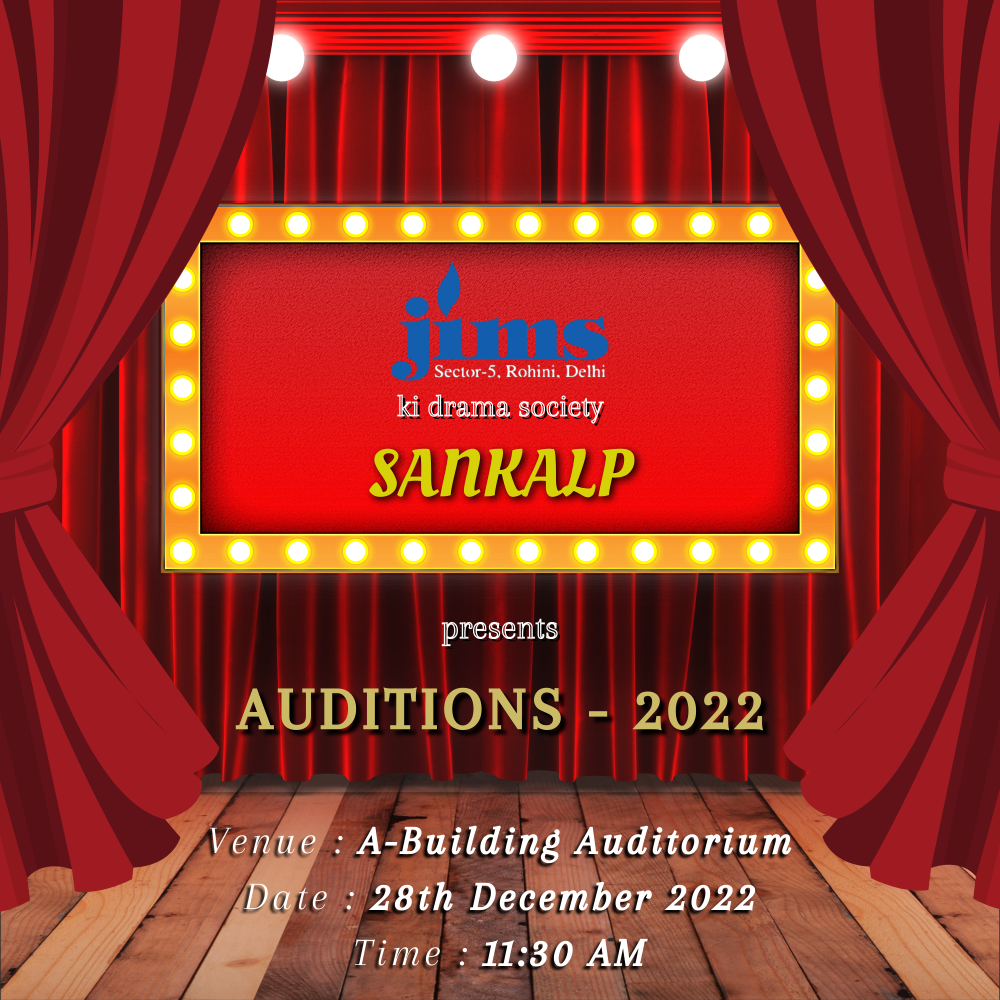 jims
Sector-5, Rohini, Delhi
ki drama society
SANKALP
presents
AUDITIONS - 2022
Venue : A-Building Auditorium
Date : 28th December 2022
Time : 11:30 AM